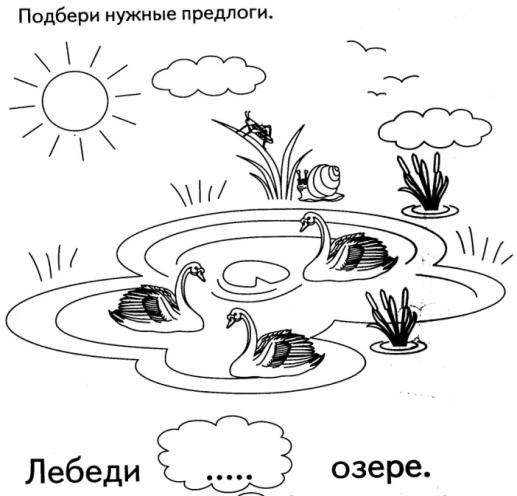 Подбери нужные предлоги.
Лебеди ..... озере.